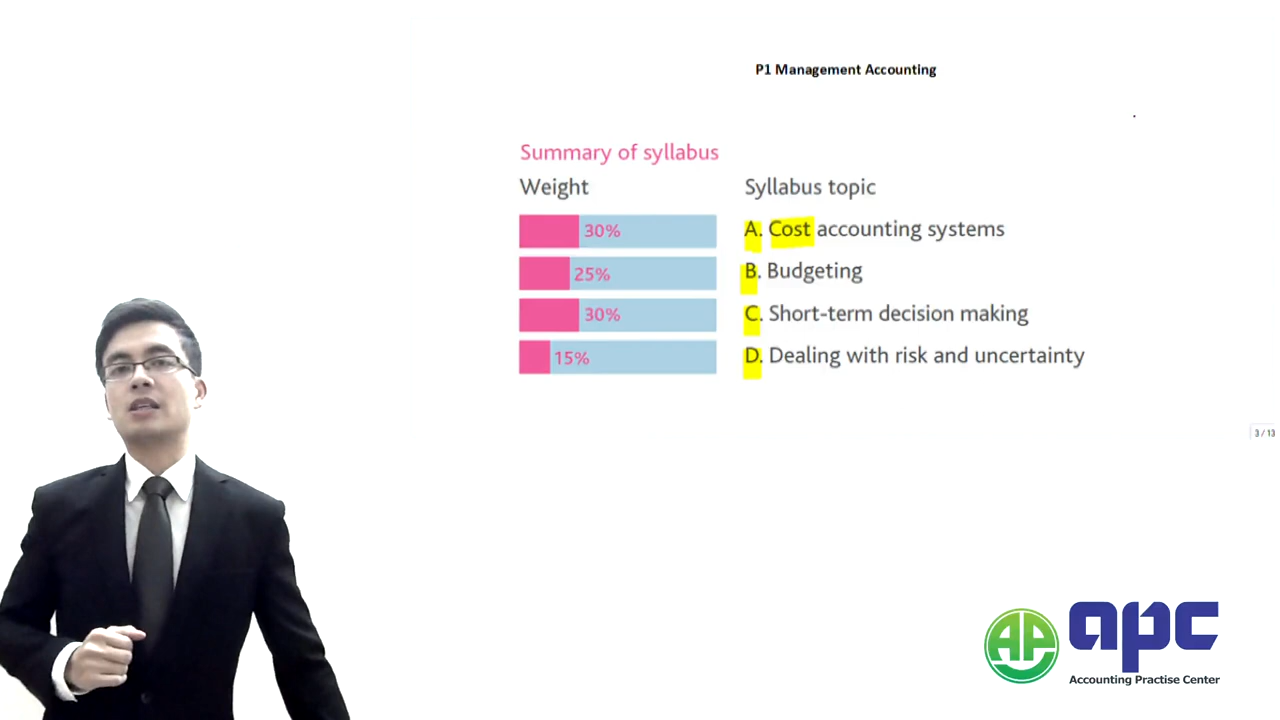 P1 Management Accounting
Summary of syllabus
Weight
Syllabus topic
30%
A. Cost accounting systems
25%
B. Budgeting
30%
C. Short-term decision making
15%
D. Dealing with risk and uncertainty
3 / 13
AP
apc
Accounting Practise Center